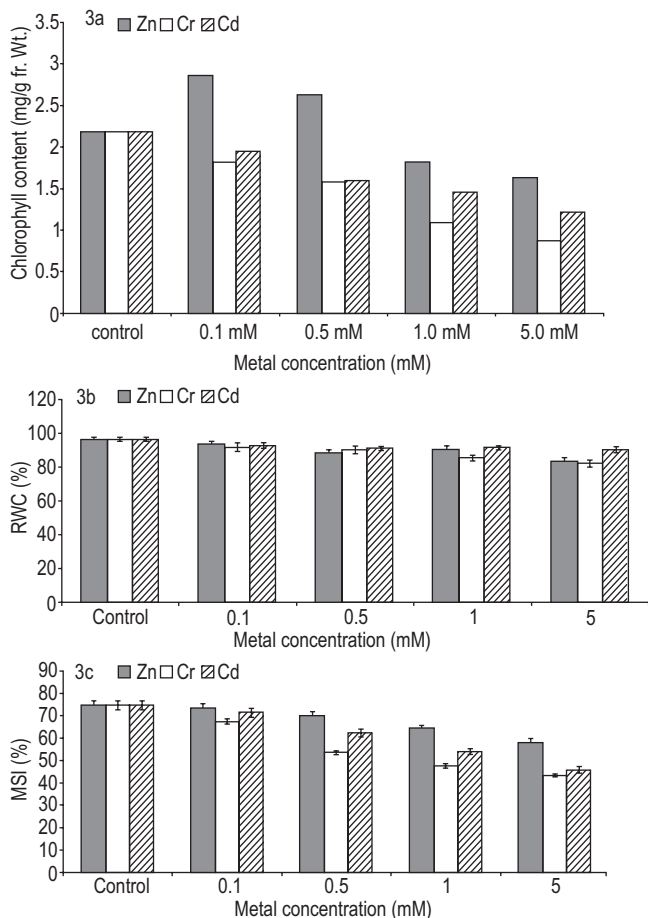 3a Zn Cr Cd
Chlorophyll content (mg/g fr. Wt.)
3.5
3
2.5
2
1.5
1
0.5
0
control 0.1 mM 0.5 mM 1.0 mM 5.0 mM
Metal concentration (mM)
3b Zn Cr Cd
RWC (%)
120
100
80
60
40
20
0
Control 0.1 0.5 1 5
Metal concentration (mM)
3c Zn Cr Cd
MSI (%)
90
80
70
60
50
40
30
20
10
0
Control 0.1 0.5 1 5
Metal concentration (mM)